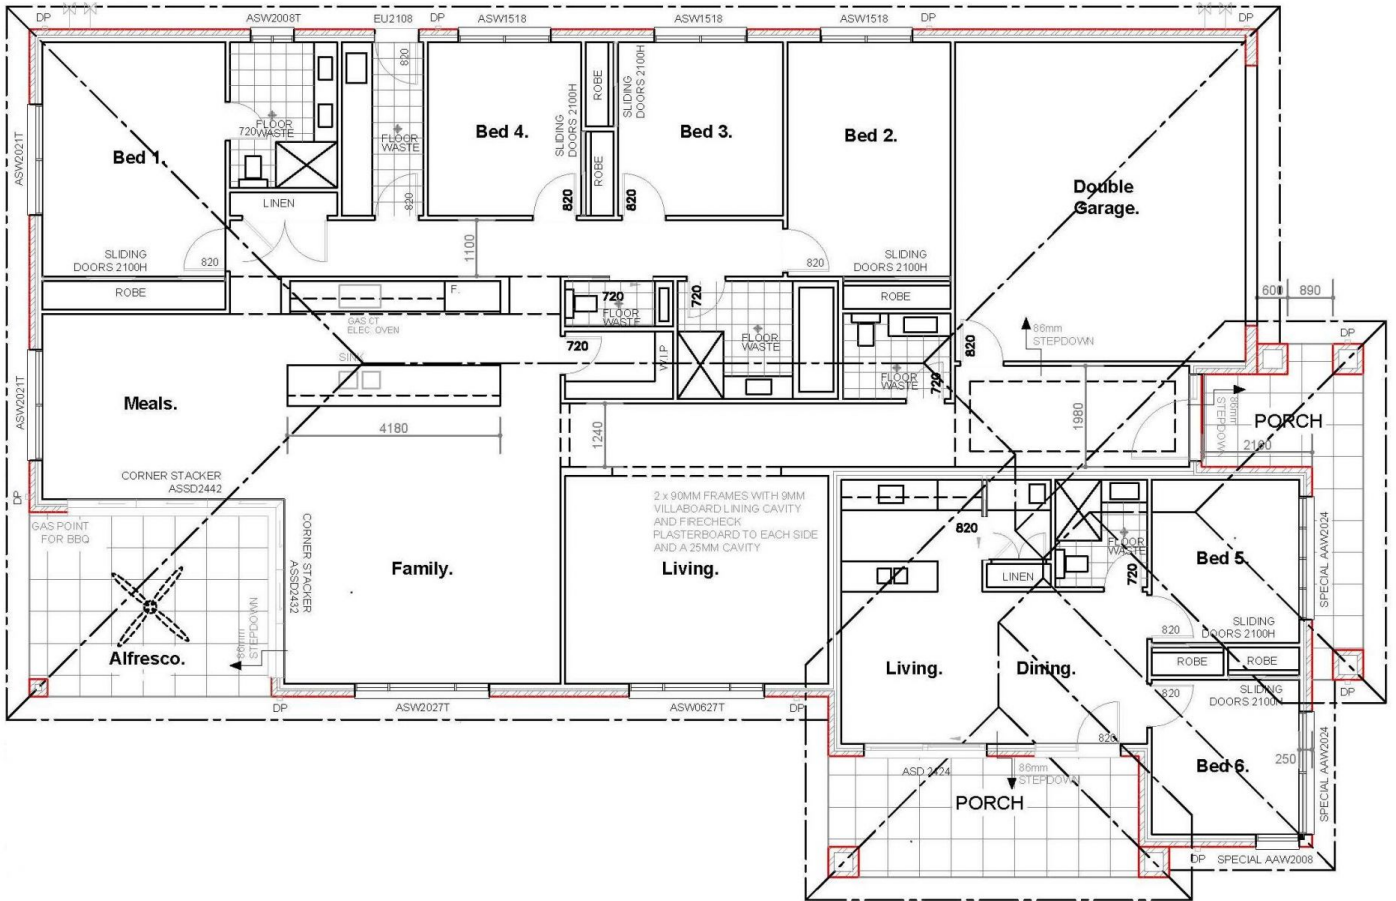 DP
ASW2008T
EU2108
DP
ASW1518
ASW1518
ASW1518
DP
DP
820
ROBE
SLIDING
DOORS 2100H
SLIDING
DOORS 2100H
ASW2021T
Bed 1.
720
FLOOR
WASTE
FLOOR
WASTE
Bed 4.
Bed 3.
Bed 2.
ROBE
Double
Garage.
LINEN
820
820
820
1100
SLIDING
DOORS 2100H
820
820
SLIDING
DOORS 2100H
ROBE
F.
720
FLOOR
WASTE
720
ROBE
600
890
GAS CT
ELEC. OVEN
FLOOR
WASTE
86mm
STEPDOWN
DP
SINK
720
W.I.P
820
FLOOR
WASTE
720
ASW2021T
Meals.
4180
1240
1980
86mm
STEPDOWN
PORCH
2190
CORNER STACKER
ASSD2442
DP
GAS POINT
FOR BBQ
CORNER STACKER
ASSD2432
2 x 90MM FRAMES WITH 9MM
VILLABOARD LINING CAVITY
AND FIRECHECK
PLASTERBOARD TO EACH SIDE
AND A 25MM CAVITY
820
FLOOR
WASTE
Bed 5.
SPECIAL AAW2024
Family.
Living.
LINEN
720
86mm
STEPDOWN
SLIDING
DOORS 2100H
820
Alfresco.
Living.
Dining.
ROBE
ROBE
820
SLIDING
DOORS 2100H
DP
DP
ASW2027T
ASW0627T
DP
820
250
SPECIAL AAW2024
Bed 6.
ASD 2424
86mm
STEPDOWN
PORCH
DP
SPECIAL AAW2008